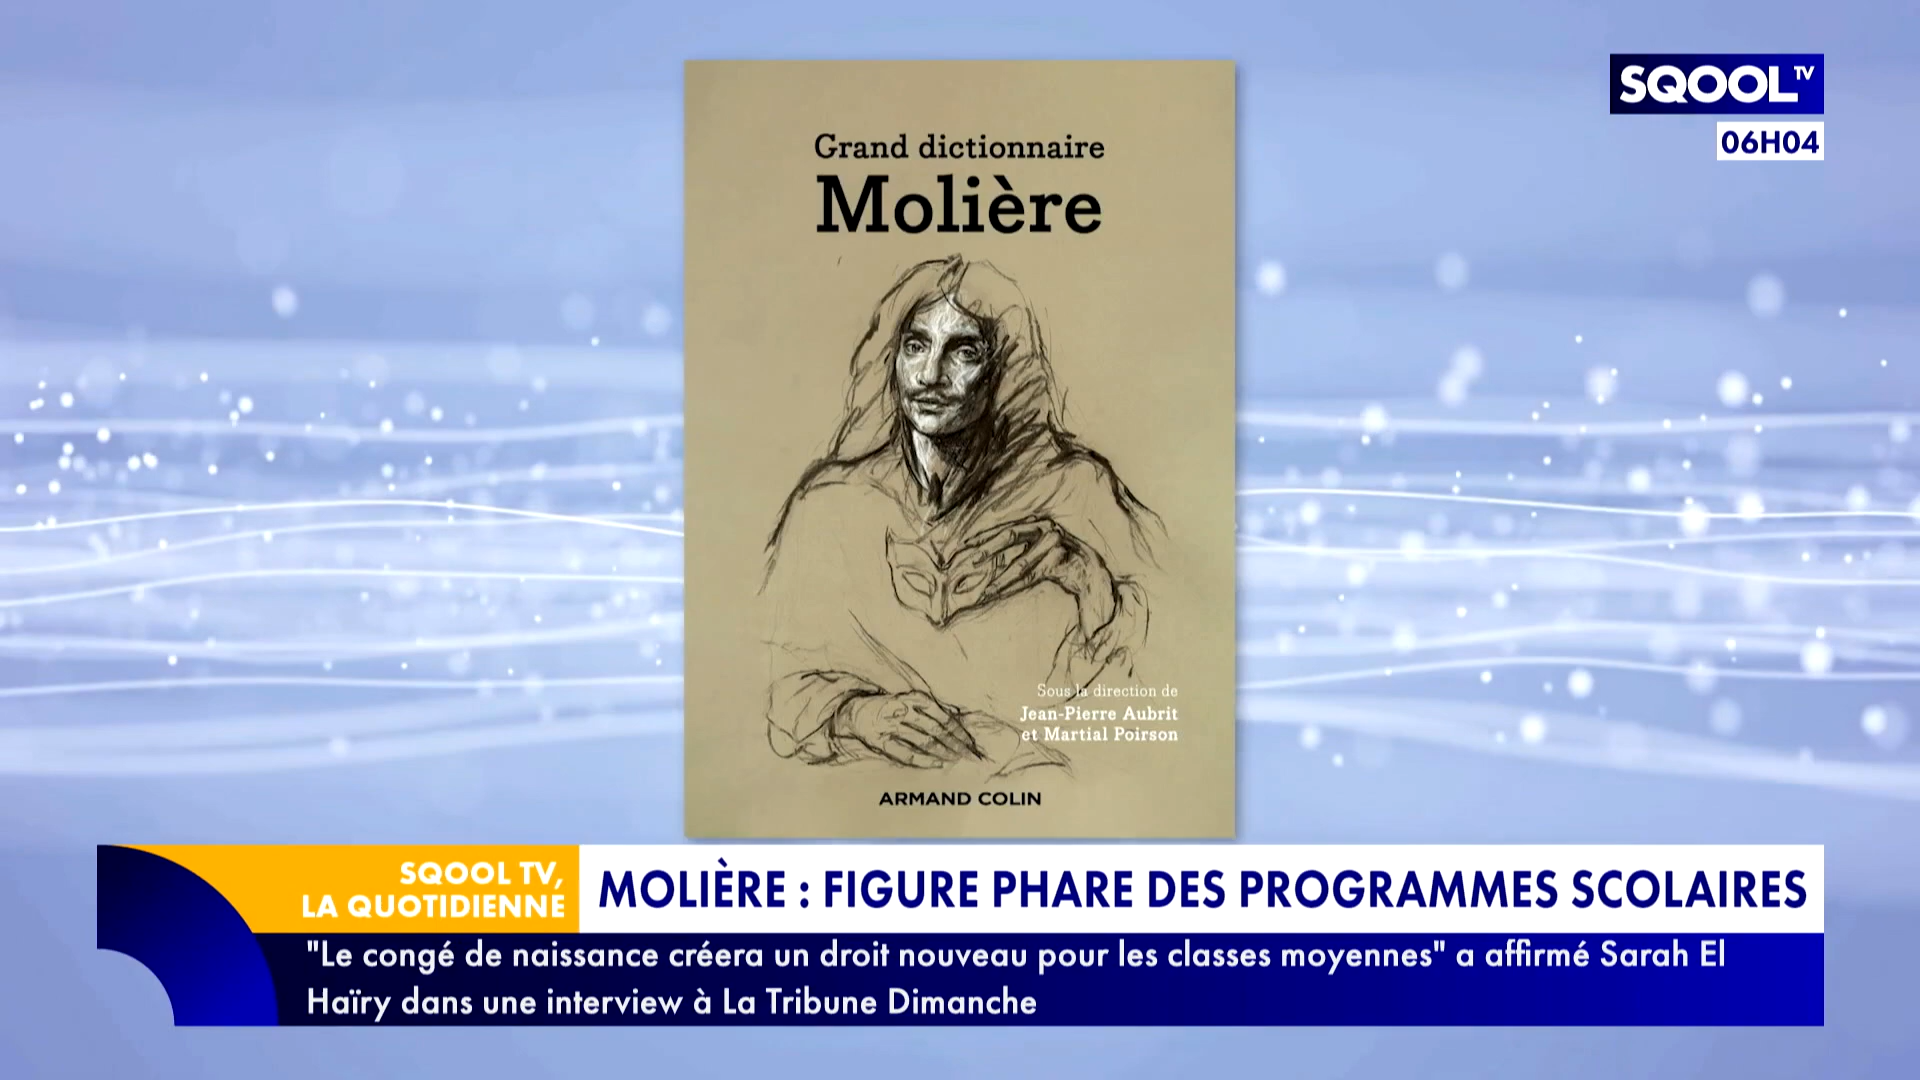 SQOOL TV
06H04
Grand dictionnaire
Molière
Sous la direction de
Jean-Pierre Aubrit
et Martial Poirson
ARMAND COLIN
SQOOL TV,
LA QUOTIDIENNE
MOLIÈRE : FIGURE PHARE DES PROGRAMMES SCOLAIRES
"Le congé de naissance créera un droit nouveau pour les classes moyennes" a affirmé Sarah El
Haïry dans une interview à La Tribune Dimanche